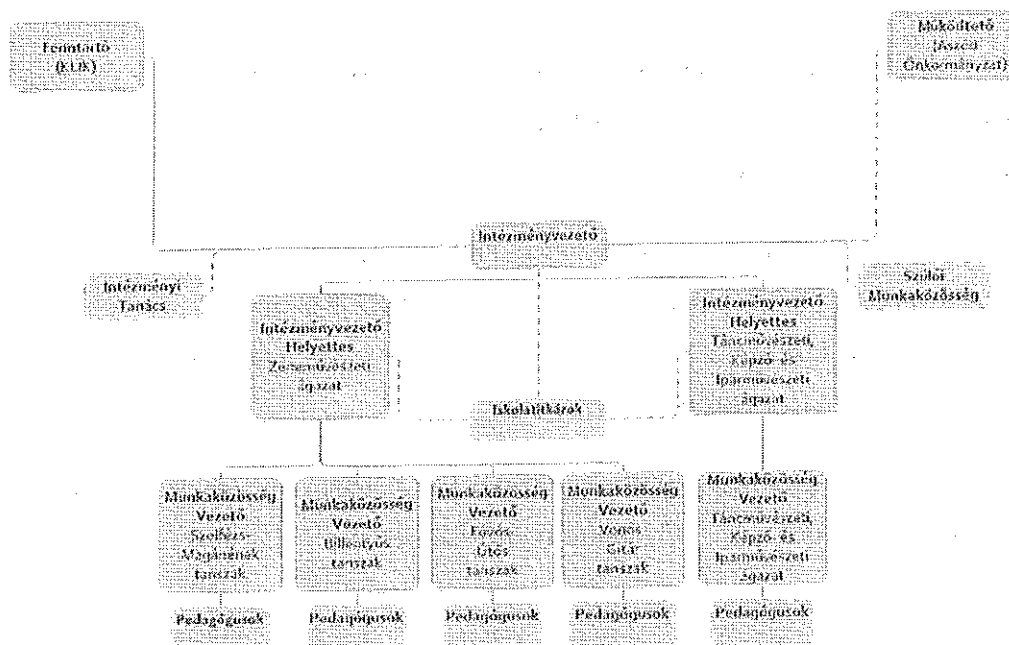 Fenntartó
(KLIK)
Működtető
(Aszód
Önkormányzat)
Intézményvezető
Intézményi
Tanács
Szülői
Munkaközösség
Intézményvezető
Helyettes
Zeneművészeti
ágazat
Intézményvezető
Helyettes
Táncművészeti,
Képző- és
Iparművészeti
ágazat
Iskolatitkárok
Munkaközösség
Vezető
Szolfézs-
Magánének
tanszak
Munkaközösség
Vezető
Billentyűs
tanszak
Munkaközösség
Vezető
Fúvós-
Ütős
tanszak
Munkaközösség
Vezető
Vonós-
Gitár
tanszak
Munkaközösség
Vezető
Táncművészeti,
Képző- és
Iparművészeti
ágazat
Pedagógusok
Pedagógusok
Pedagógusok
Pedagógusok
Pedagógusok